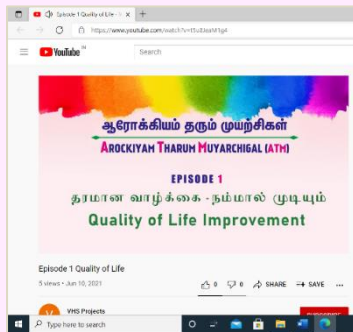 Episode 1 Quality of Life -
https://www.youtube.com/watch?v=
YouTube IN
Search
ஆரோக்கியம் தரும் முயற்சிகள்
AROCKIYAM THARUM MUYARCHIGAL (ATM)
EPISODE 1
தரமான வாழ்க்கை - நம்மால் முடியும்
Quality of Life Improvement
Episode 1 Quality of Life
5 views • Jun 10, 2021
0 0 SHARE SAVE ...
VHS Projects
SUBSCRIBE
Type here to search